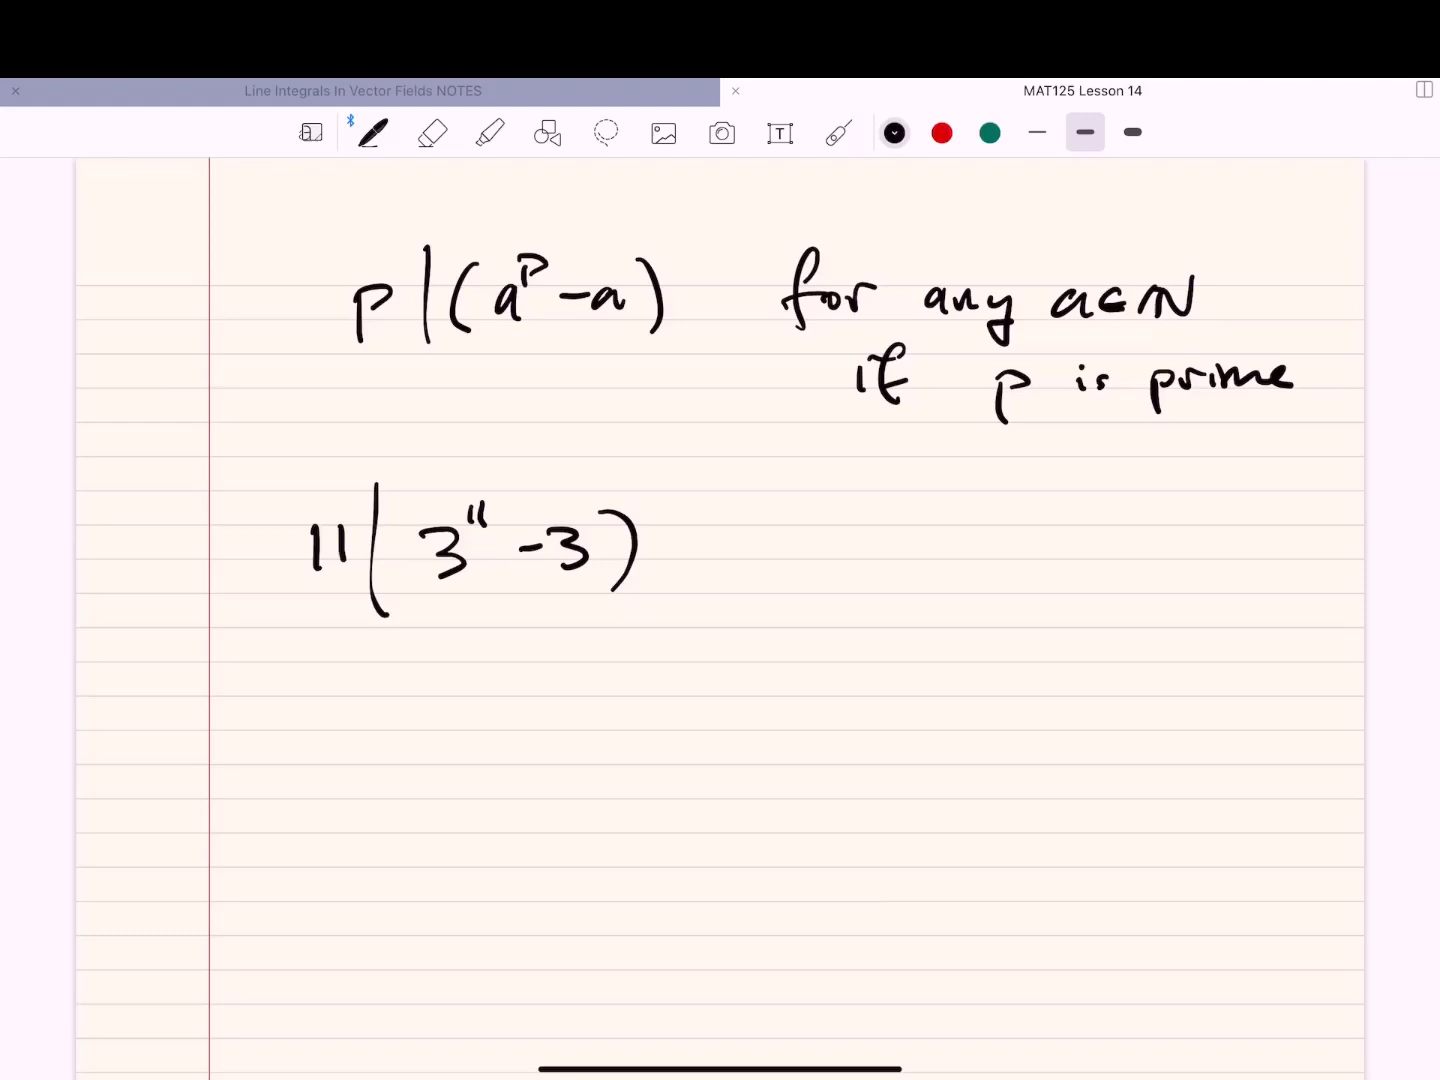 Line Integrals In Vector Fields NOTES
MAT125 Lesson 14
p | (a^p - a) for any a ∈ ℕ
if p is prime
11 | (3^11 - 3)